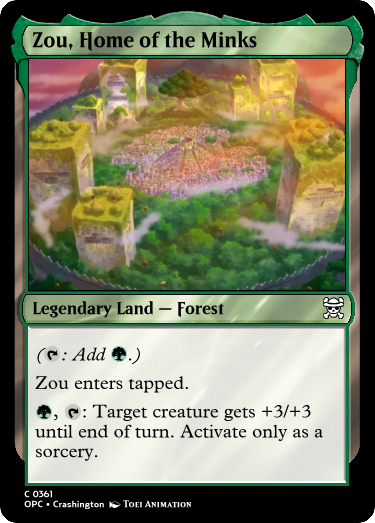 Zou, Home of the Minks
Legendary Land — Forest
(: Add .)
Zou enters tapped.
, : Target creature gets +3/+3
until end of turn. Activate only as a
sorcery.
C 0361
OPC • Crashington Toei Animation